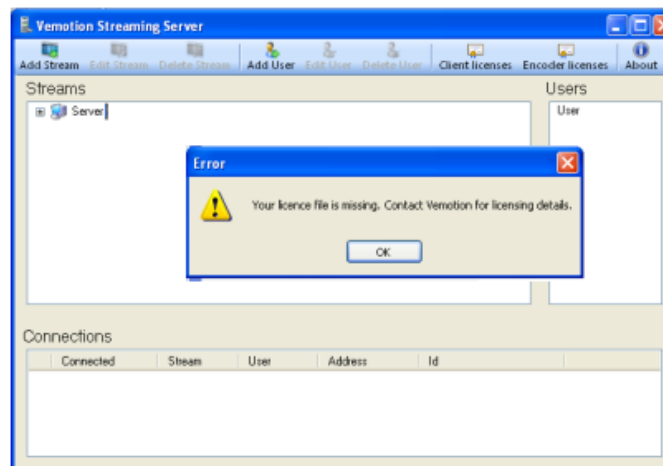 Vemotion Streaming Server
Add Stream Edit Stream Delete Stream Add User Edit User Delete User Client licenses Encoder licenses About
Streams Users
Server User
Error
Your licence file is missing. Contact Vemotion for licensing details.
OK
Connections
Connected Stream User Address Id